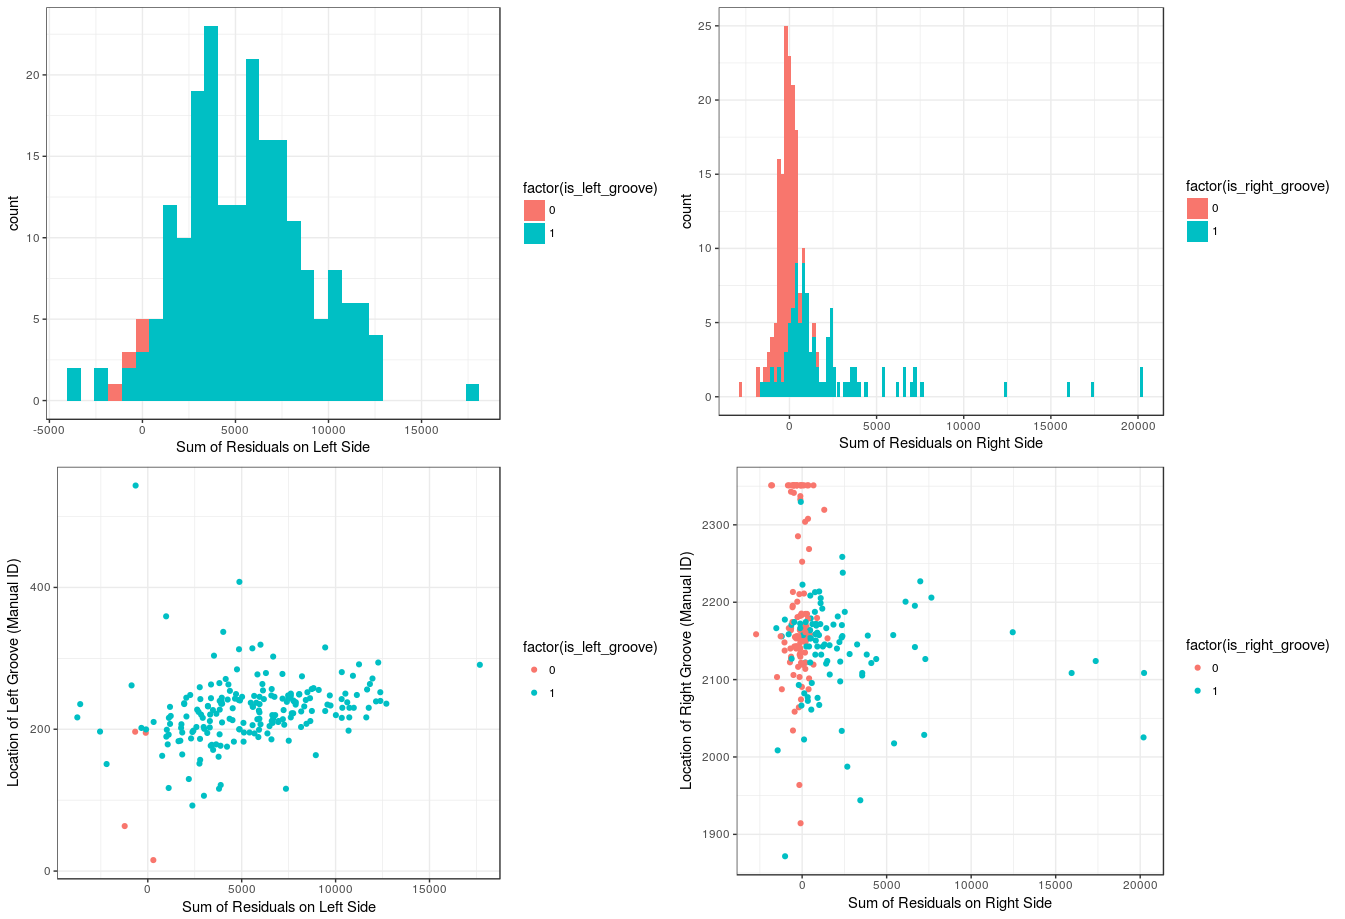 20
15
10
5
0
count
-5000 0 5000 10000 15000
Sum of Residuals on Left Side
factor(is_left_groove)
0
1
25
20
15
10
5
0
count
0 5000 10000 15000 20000
Sum of Residuals on Right Side
factor(is_right_groove)
0
1
400
200
0
Location of Left Groove (Manual ID)
0 5000 10000 15000
Sum of Residuals on Left Side
factor(is_left_groove)
0
1
2300
2200
2100
2000
1900
Location of Right Groove (Manual ID)
0 5000 10000 15000 20000
Sum of Residuals on Right Side
factor(is_right_groove)
0
1